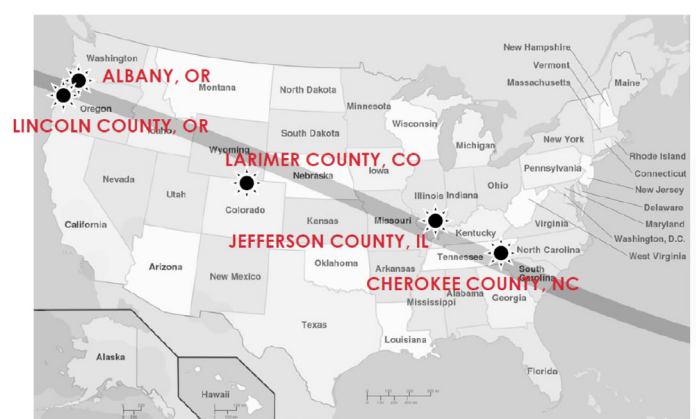 New Hampshire
Vermont
Massachusetts
Washington
ALBANY, OR
Montana
North Dakota
Minnesota
Maine
Oregon
LINCOLN COUNTY, OR
Idaho
South Dakota
Wisconsin
Michigan
New York
Wyoming
LARIMER COUNTY, CO
Nebraska
Iowa
Rhode Island
Connecticut
Pennsylvania
New Jersey
Nevada
Utah
Colorado
Illinois
Indiana
Ohio
Delaware
Maryland
California
Kansas
Missouri
Kentucky
Virginia
Washington, D.C.
West Virginia
JEFFERSON COUNTY, IL
Tennessee
North Carolina
Arizona
New Mexico
Oklahoma
Arkansas
South
Carolina
CHEROKEE COUNTY, NC
Mississippi
Alabama
Georgia
Texas
Louisiana
Alaska
Hawaii
Florida